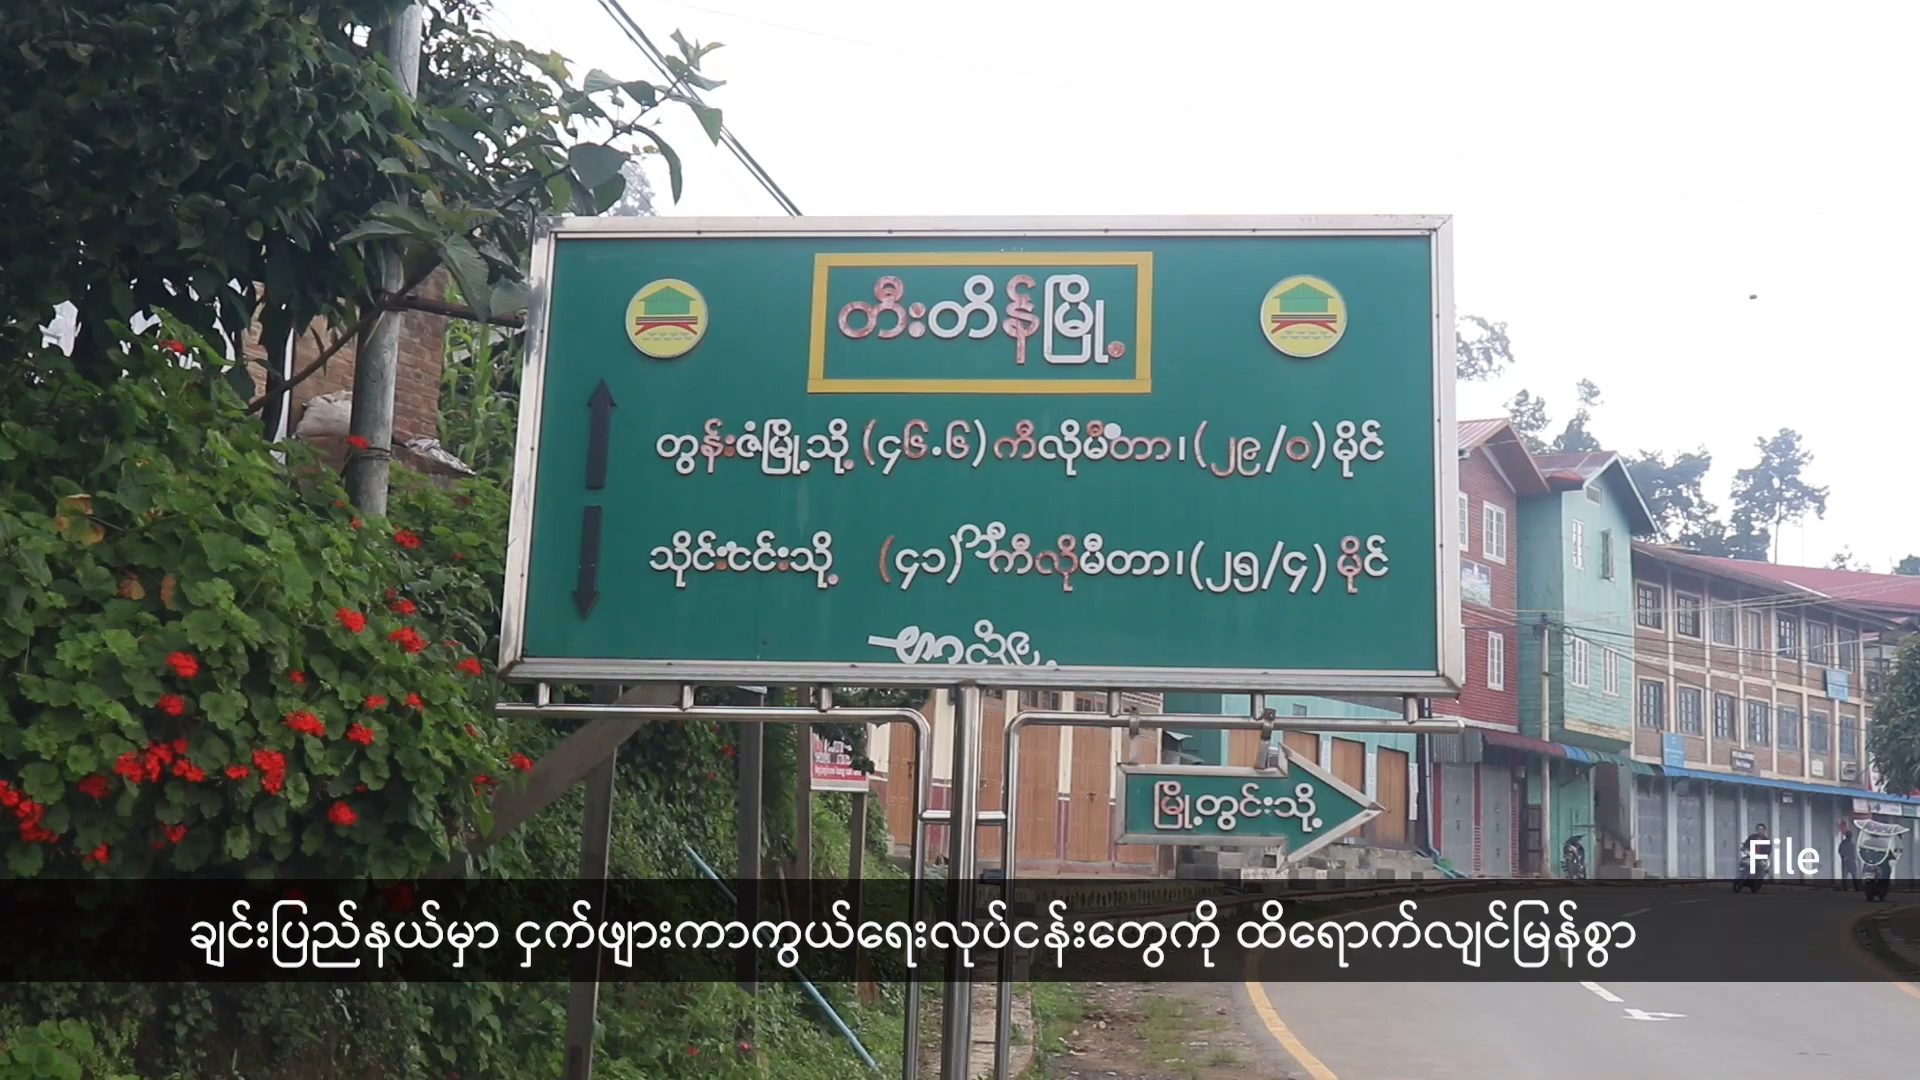 တီးတိန်မြို့
တွန်းဇံမြို့သို့ (၄၆.၆) ကီလိုမီတာ၊ (၂၉/၀) မိုင်
သိုင်းငင်းသို့ (၄၁) ကီလိုမီတာ၊ (၂၅/၄) မိုင်
မြို့တွင်းသို့
File
ချင်းပြည်နယ်မှာ ငှက်ဖျားကာကွယ်ရေးလုပ်ငန်းတွေကို ထိရောက်လျင်မြန်စွာ